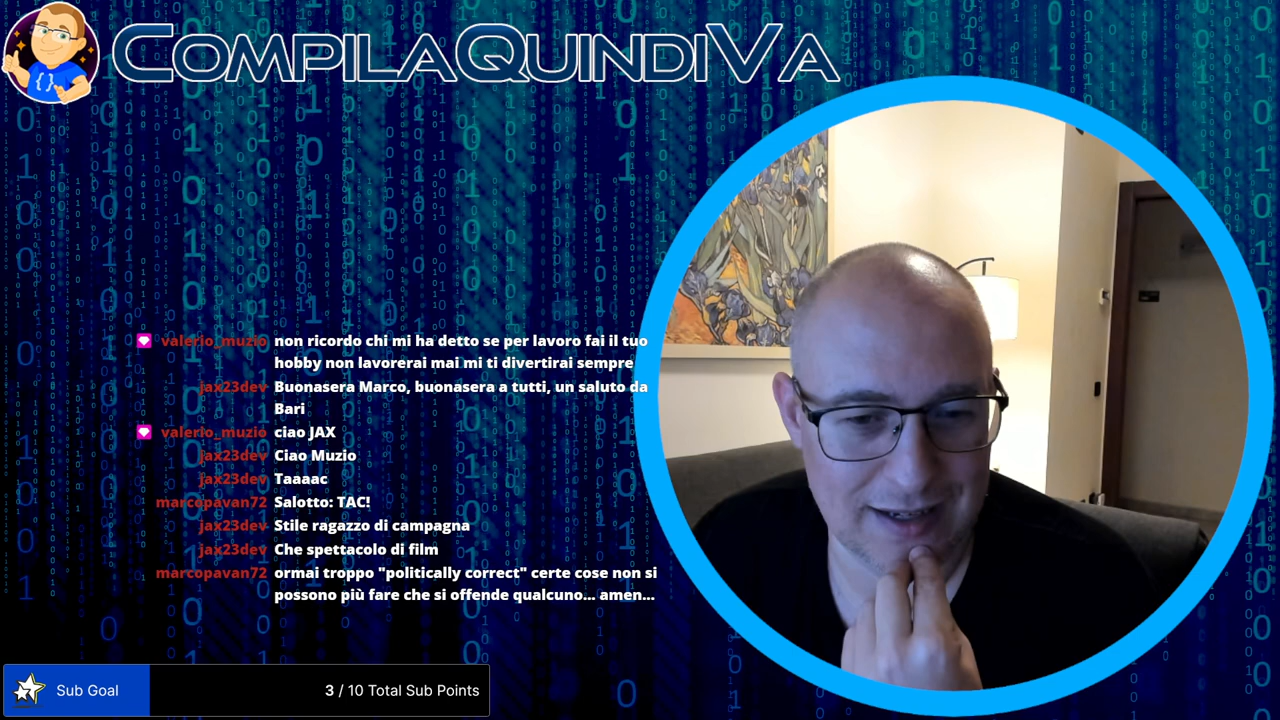 COMPILAQUINDIVA
valerio_muzio non ricordo chi mi ha detto se per lavoro fai il tuo
hobby non lavorerai mai mi ti divertirai sempre
jax23dev Buonasera Marco, buonasera a tutti, un saluto da
Bari
valerio_muzio ciao JAX
jax23dev Ciao Muzio
jax23dev Taaaac
marcopavan72 Salotto: TAC!
jax23dev Stile ragazzo di campagna
jax23dev Che spettacolo di film
marcopavan72 ormai troppo "politically correct" certe cose non si
possono più fare che si offende qualcuno... amen...
Sub Goal 3 / 10 Total Sub Points